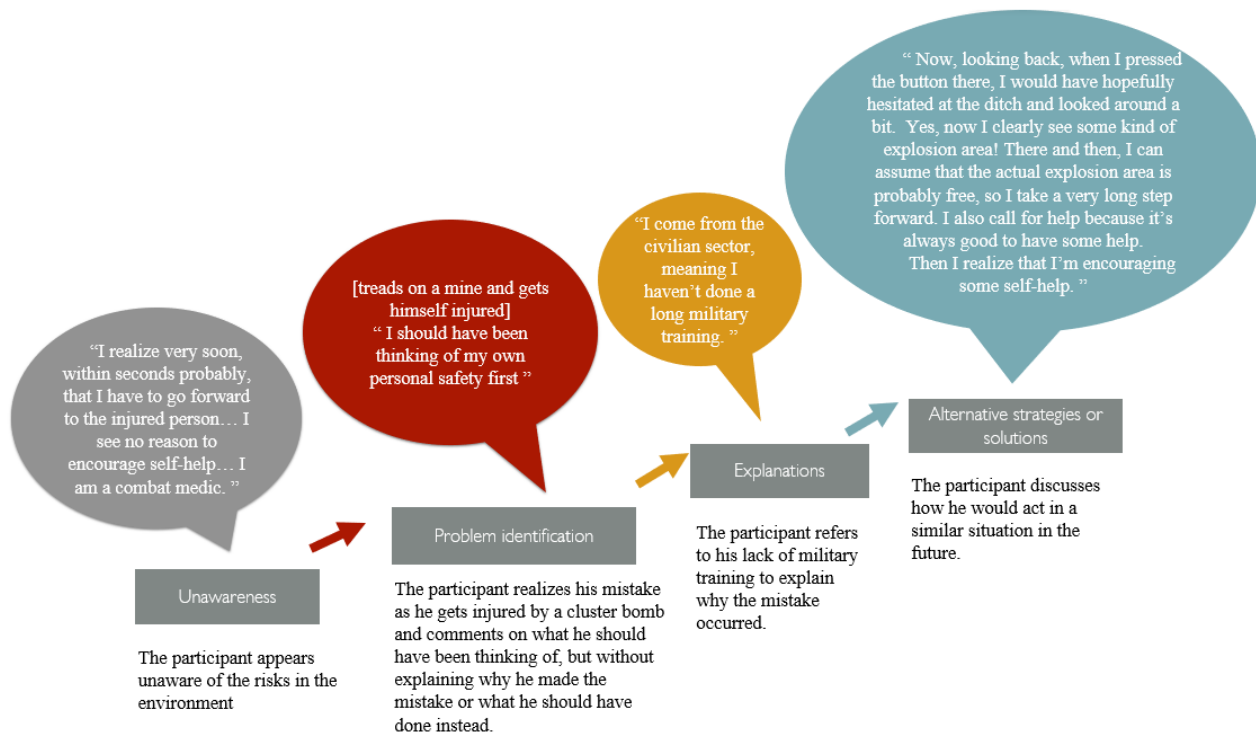 “I realize very soon,
within seconds probably,
that I have to go forward
to the injured person… I
see no reason to
encourage self-help… I
am a combat medic. ”
Unawareness
The participant appears
unaware of the risks in the
environment
[treads on a mine and gets
himself injured]
“ I should have been
thinking of my own
personal safety first ”
Problem identification
The participant realizes his mistake
as he gets injured by a cluster bomb
and comments on what he should
have been thinking of, but without
explaining why he made the
mistake or what he should have
done instead.
“I come from the
civilian sector,
meaning I
haven’t done a
long military
training. ”
Explanations
The participant refers
to his lack of military
training to explain
why the mistake
occurred.
“ Now, looking back, when I pressed
the button there, I would have hopefully
hesitated at the ditch and looked around a
bit. Yes, now I clearly see some kind of
explosion area! There and then, I can
assume that the actual explosion area is
probably free, so I take a very long step
forward. I also call for help because it’s
always good to have some help.
Then I realize that I’m encouraging
some self-help. ”
Alternative strategies or
solutions
The participant discusses
how he would act in a
similar situation in the
future.